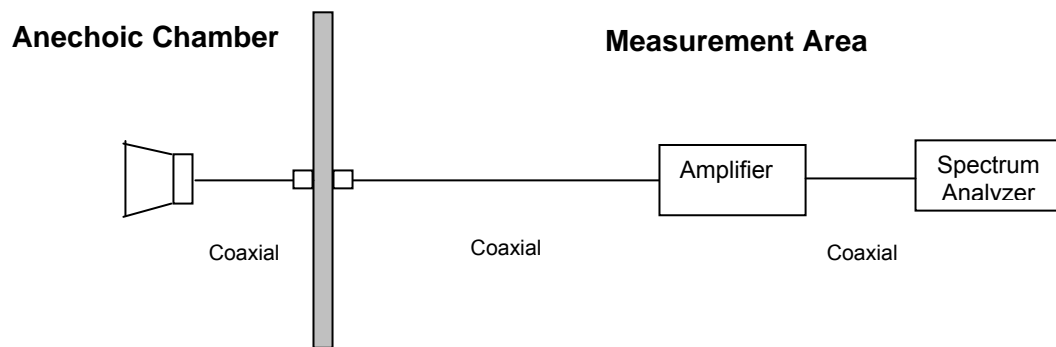 Anechoic Chamber
Measurement Area
Amplifier
Spectrum
Analyzer
Coaxial
Coaxial
Coaxial